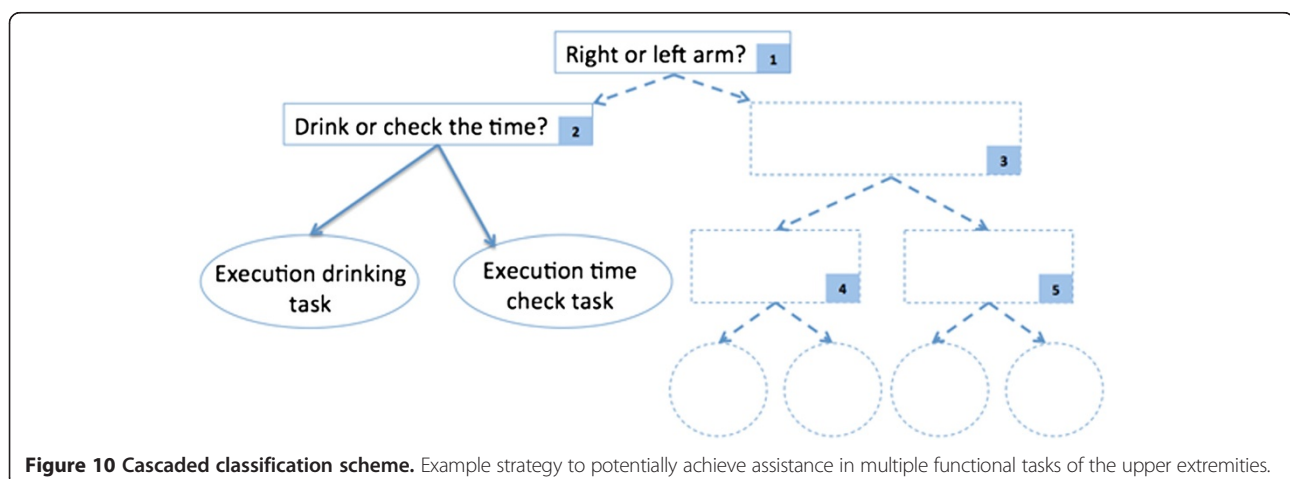 Right or left arm? 1
Drink or check the time? 2
3
Execution drinking
task
Execution time
check task
4
5
Figure 10 Cascaded classification scheme. Example strategy to potentially achieve assistance in multiple functional tasks of the upper extremities.